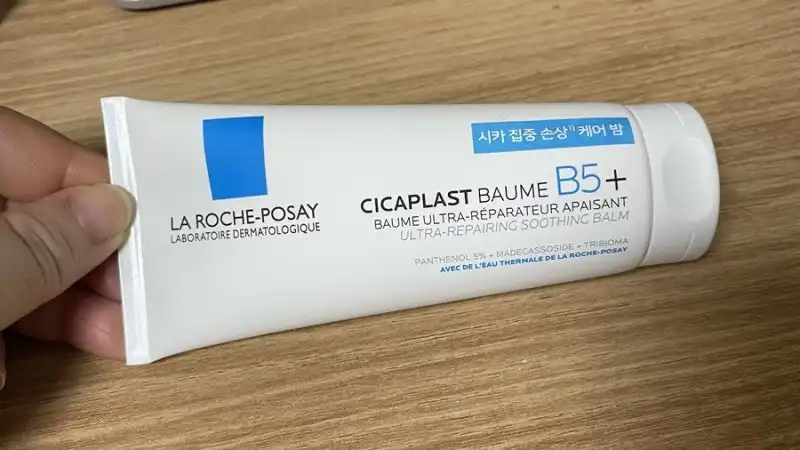 LA ROCHE-POSAY
LABORATOIRE DERMATOLOGIQUE
시카 집중 손상¹⁾ 케어 밤
CICAPLAST BAUME B5+
BAUME ULTRA-RÉPARATEUR APAISANT
ULTRA-REPAIRING SOOTHING BALM
PANTHENOL 5% + MADECASSOSIDE + TRIBIOMA
AVEC DE L'EAU THERMALE DE LA ROCHE-POSAY